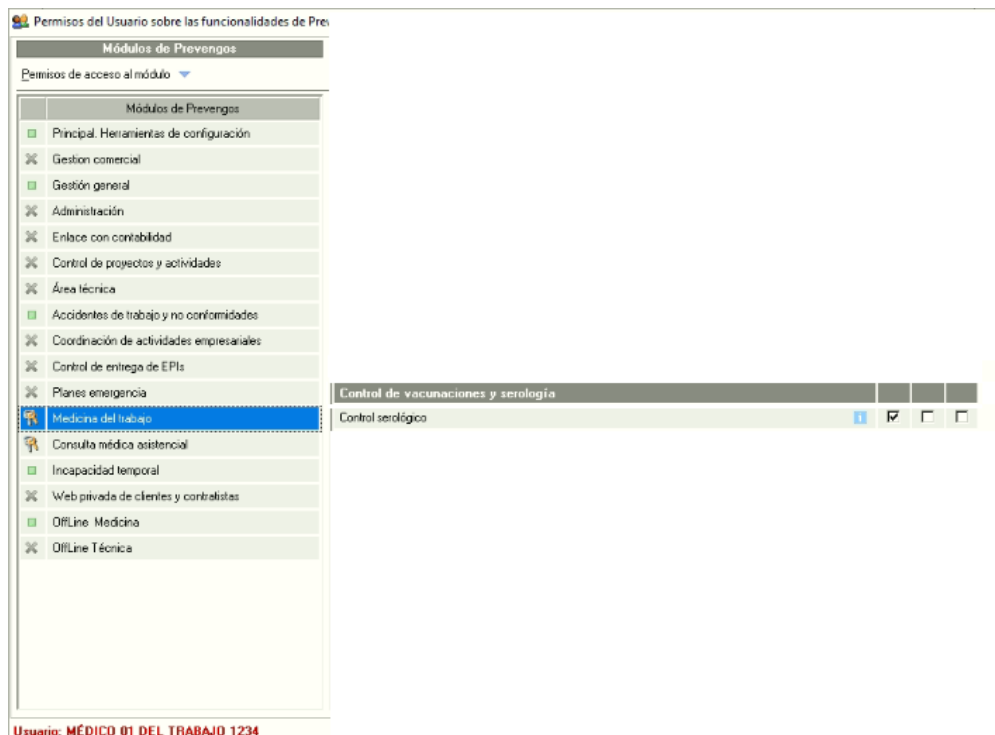 Permisos del Usuario sobre las funcionalidades de Prev
Módulos de Prevengos
Permisos de acceso al módulo
Módulos de Prevengos
Principal. Herramientas de configuración
Gestion comercial
Gestión general
Administración
Enlace con contabilidad
Control de proyectos y actividades
Área técnica
Accidentes de trabajo y no conformidades
Coordinación de actividades empresariales
Control de entrega de EPIs
Planes emergencia
Control de vacunaciones y serología
Medicina del trabajo
Control serológico
Consulta médica asistencial
Incapacidad temporal
Web privada de clientes y contratistas
OffLine Medicina
OffLine Técnica
Usuario: MÉDICO 01 DEL TRABAJO 1234